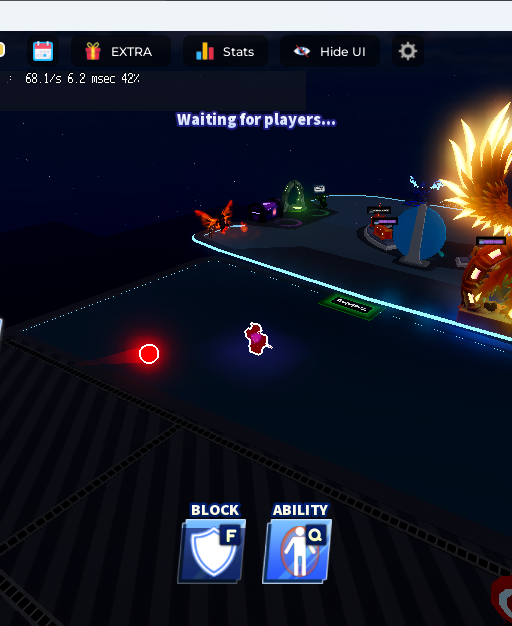 EXTRA
Stats
Hide UI
: 68.1/s 6.2 msec 42%
Waiting for players...
BLOCK
ABILITY
F
Q